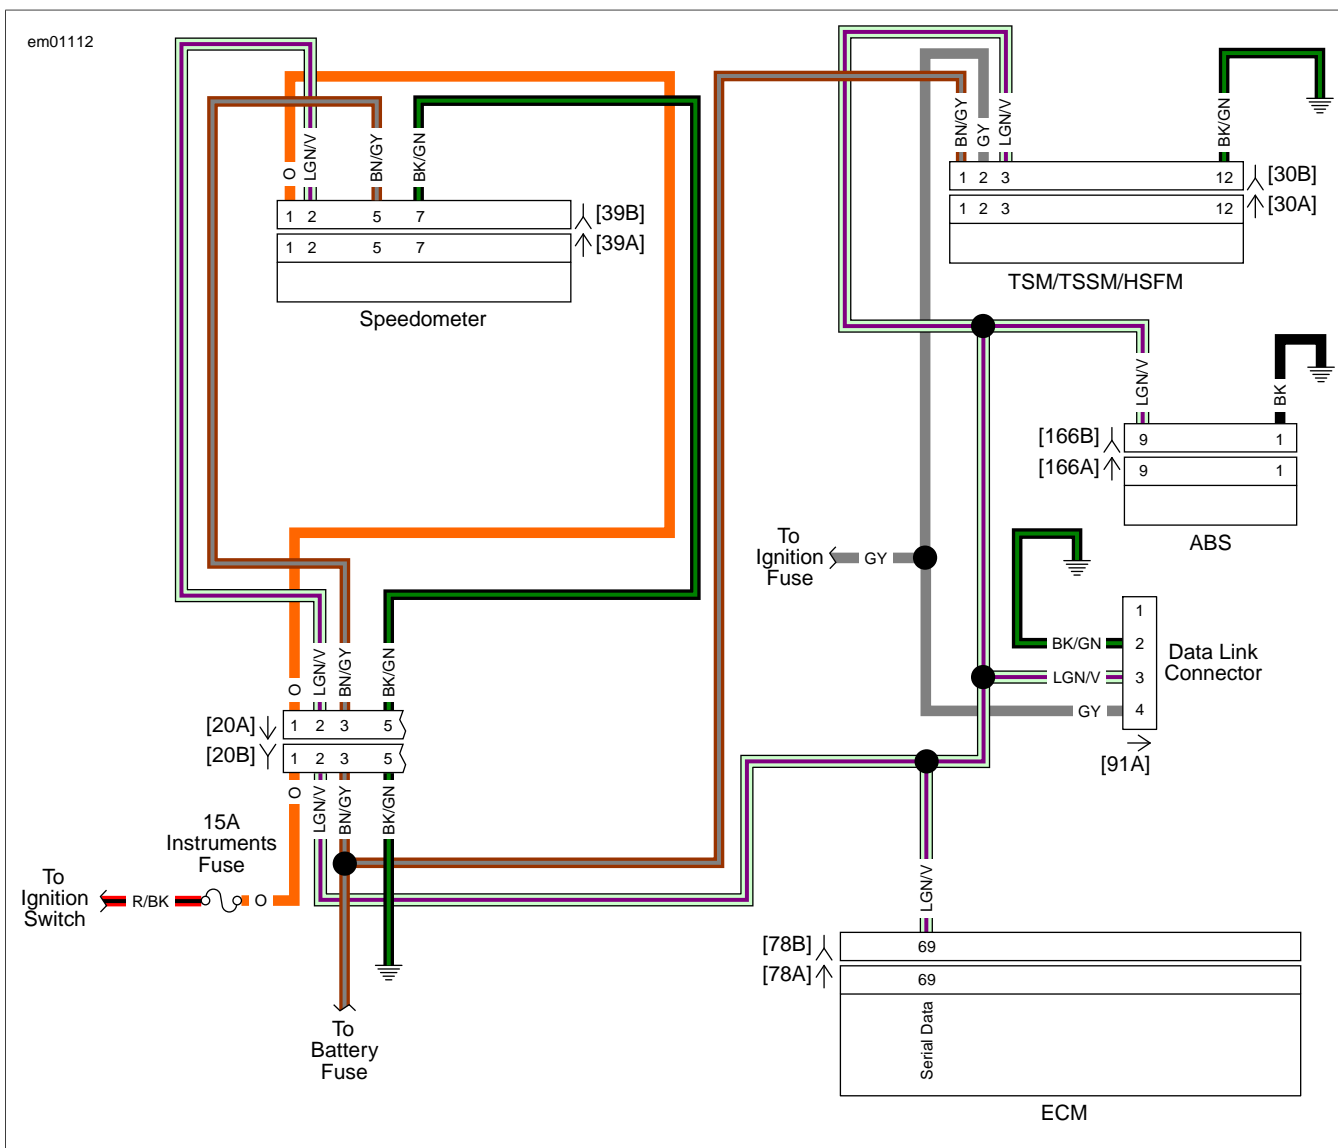 em01112
O
LGN/V
BN/GY
BK/GN
1 2 5 7
[39B]
1 2 5 7
[39A]
Speedometer
BN/GY
GY
LGN/V
BK/GN
1 2 3 12
[30B]
1 2 3 12
[30A]
TSM/TSSM/HSFM
LGN/V
BK
[166B]
9 1
[166A]
9 1
ABS
To
Ignition
Fuse
GY
BK/GN
LGN/V
GY
1
2
3
4
Data Link
Connector
[91A]
O
LGN/V
BN/GY
BK/GN
[20A]
1 2 3 5
[20B]
1 2 3 5
O
LGN/V
BN/GY
BK/GN
15A
Instruments
Fuse
To
Ignition
Switch
R/BK
O
To
Battery
Fuse
LGN/V
[78B]
69
[78A]
69
Serial Data
ECM